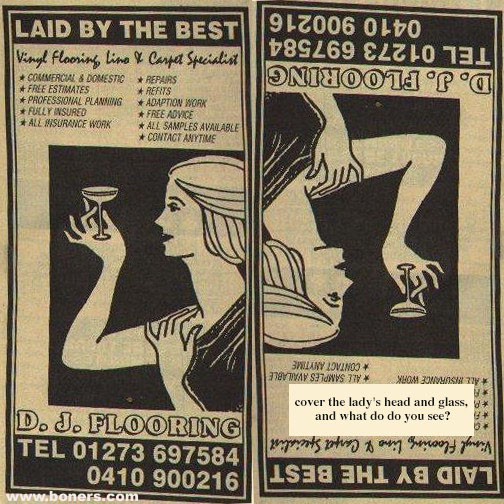 LAID BY THE BEST
Vinyl Flooring, Lino & Carpet Specialist
★ COMMERCIAL & DOMESTIC
★ FREE ESTIMATES
★ PROFESSIONAL PLANNING
★ FULLY INSURED
★ ALL INSURANCE WORK
★ REPAIRS
★ REFITS
★ ADAPTION WORK
★ FREE ADVICE
★ ALL SAMPLES AVAILABLE
★ CONTACT ANYTIME
D. J. FLOORING
TEL 01273 697584
0410 900216
www.boners.com
LAID BY THE BEST
Vinyl Flooring, Lino & Carpet Specialist
★ ALL INSURANCE WORK
★ ALL SAMPLES AVAILABLE
★ CONTACT ANYTIME
D. J. FLOORING
TEL 01273 697584
0410 900216
cover the lady's head and glass,
and what do do you see?